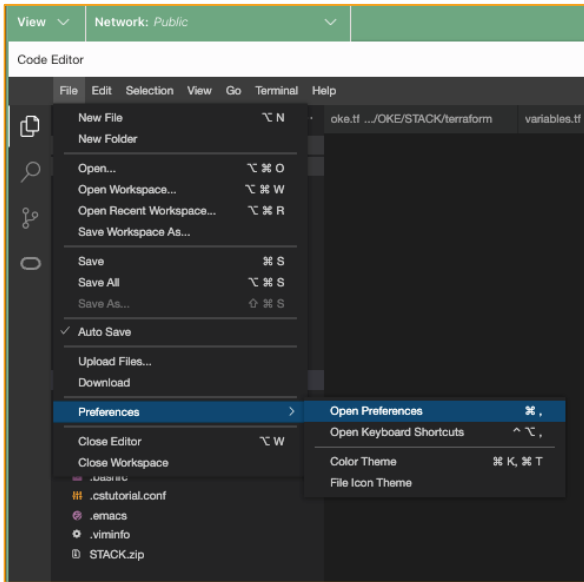 View
Network: Public
Code Editor
File Edit Selection View Go Terminal Help
oke.tf .../OKE/STACK/terraform
variables.tf
New File ⌥ N
New Folder
Open... ⌥ ⌘ O
Open Workspace... ⌥ ⌘ W
Open Recent Workspace... ⌥ ⌘ R
Save Workspace As...
Save ⌘ S
Save All ⌥ ⌘ S
Save As... ⇧ ⌘ S
✓ Auto Save
Upload Files...
Download
Preferences >
Open Preferences ⌘ ,
Open Keyboard Shortcuts ^ ⌥ ,
Color Theme ⌘ K, ⌘ T
File Icon Theme
Close Editor ⌥ W
Close Workspace
.cstutorial.conf
.emacs
.viminfo
STACK.zip